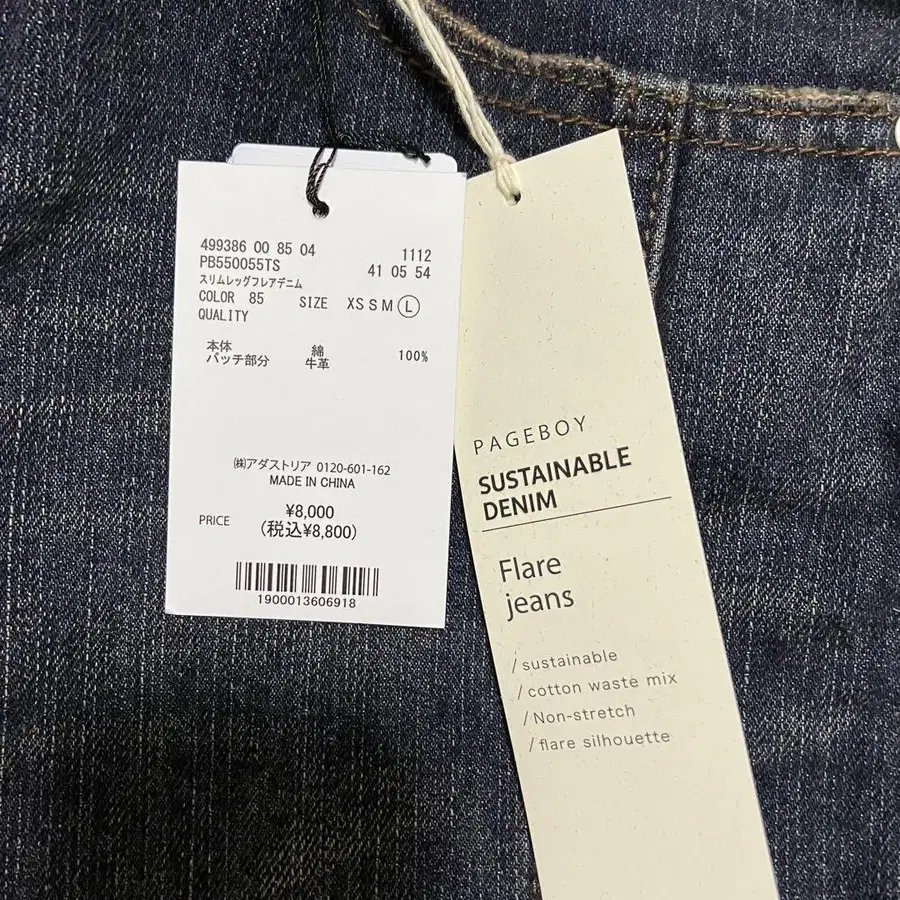 499386 00 85 04 1112
PB550055TS 41 05 54
スリムレッグフレアデニム
COLOR 85 SIZE XS S M L
QUALITY
本体 綿 100%
パッチ部分 牛革
㈱アダストリア 0120-601-162
MADE IN CHINA
PRICE ¥8,000
(税込¥8,800)
1900013606918
PAGEBOY
SUSTAINABLE
DENIM
Flare
jeans
/ sustainable
/ cotton waste mix
/ Non-stretch
/ flare silhouette